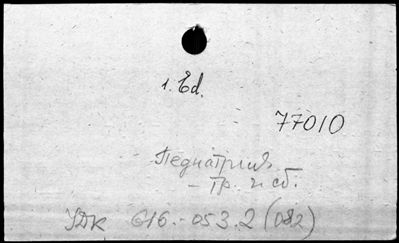 1. Ed.
77010
Педиатрия
- тр. и сб.
УДК 616.-053.2 (082)